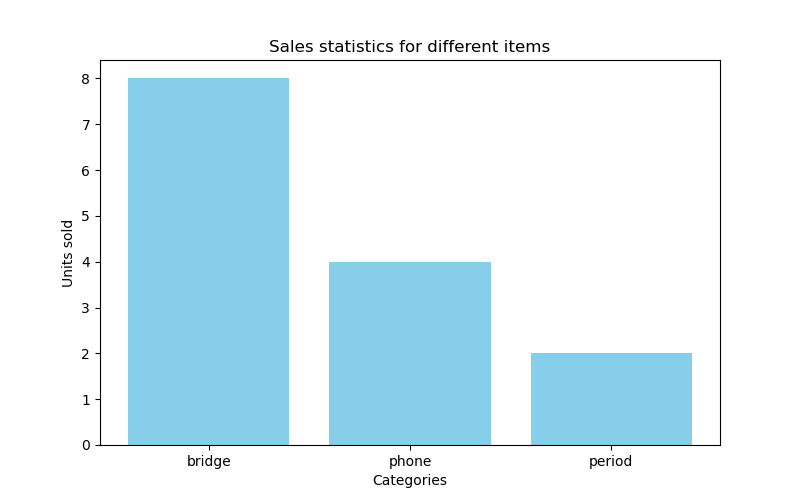 Sales statistics for different items
Units sold
8
7
6
5
4
3
2
1
0
bridge phone period
Categories